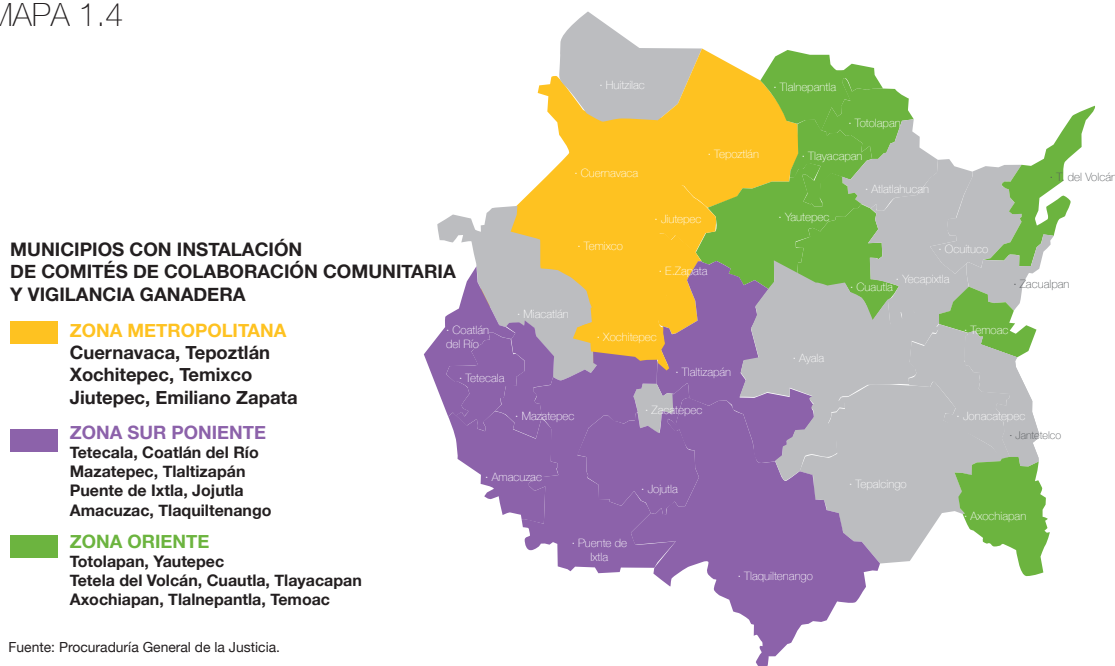 MAPA 1.4
MUNICIPIOS CON INSTALACIÓN
DE COMITÉS DE COLABORACIÓN COMUNITARIA
Y VIGILANCIA GANADERA
ZONA METROPOLITANA
Cuernavaca, Tepoztlán
Xochitepec, Temixco
Jiutepec, Emiliano Zapata
ZONA SUR PONIENTE
Tetecala, Coatlán del Río
Mazatepec, Tlaltizapán
Puente de Ixtla, Jojutla
Amacuzac, Tlaquiltenango
ZONA ORIENTE
Totolapan, Yautepec
Tetela del Volcán, Cuautla, Tlayacapan
Axochiapan, Tlalnepantla, Temoac
Fuente: Procuraduría General de la Justicia.
· Huitzilac
· Tlalnepantla
· Totolapan
· Tepoztlán
· Tlayacapan
· Cuernavaca
· T. del Volcán
· Atlatlahucan
· Jiutepec
· Yautepec
· Temixco
· Ocuituco
· E.Zapata
· Yecapixtla
· Cuautla
· Zacualpan
· Miacatlán
· Coatlán
del Río
· Xochitepec
· Temoac
· Ayala
· Tlaltizapán
· Tetecala
· Mazatepec
· Zacatepec
· Jonacatepec
· Jantetelco
· Amacuzac
· Jojutla
· Tepalcingo
· Axochiapan
· Puente de
Ixtla
· Tlaquiltenango